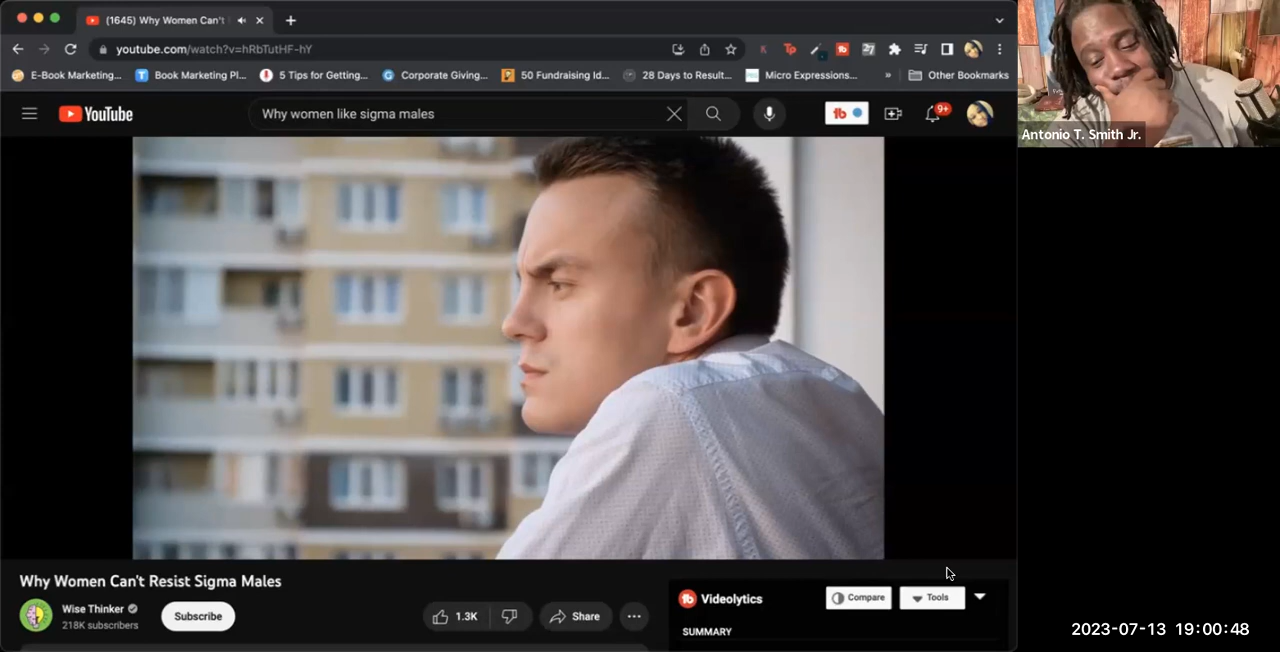 (1645) Why Women Can't
youtube.com/watch?v=hRbTutHF-hY
E-Book Marketing...
Book Marketing Pl...
5 Tips for Getting...
Corporate Giving...
50 Fundraising Id...
28 Days to Result...
Micro Expressions...
»
Other Bookmarks
YouTube
Why women like sigma males
9+
Antonio T. Smith Jr.
Why Women Can't Resist Sigma Males
Wise Thinker
218K subscribers
Subscribe
1.3K
Share
Videolytics
Compare
Tools
SUMMARY
2023-07-13 19:00:48